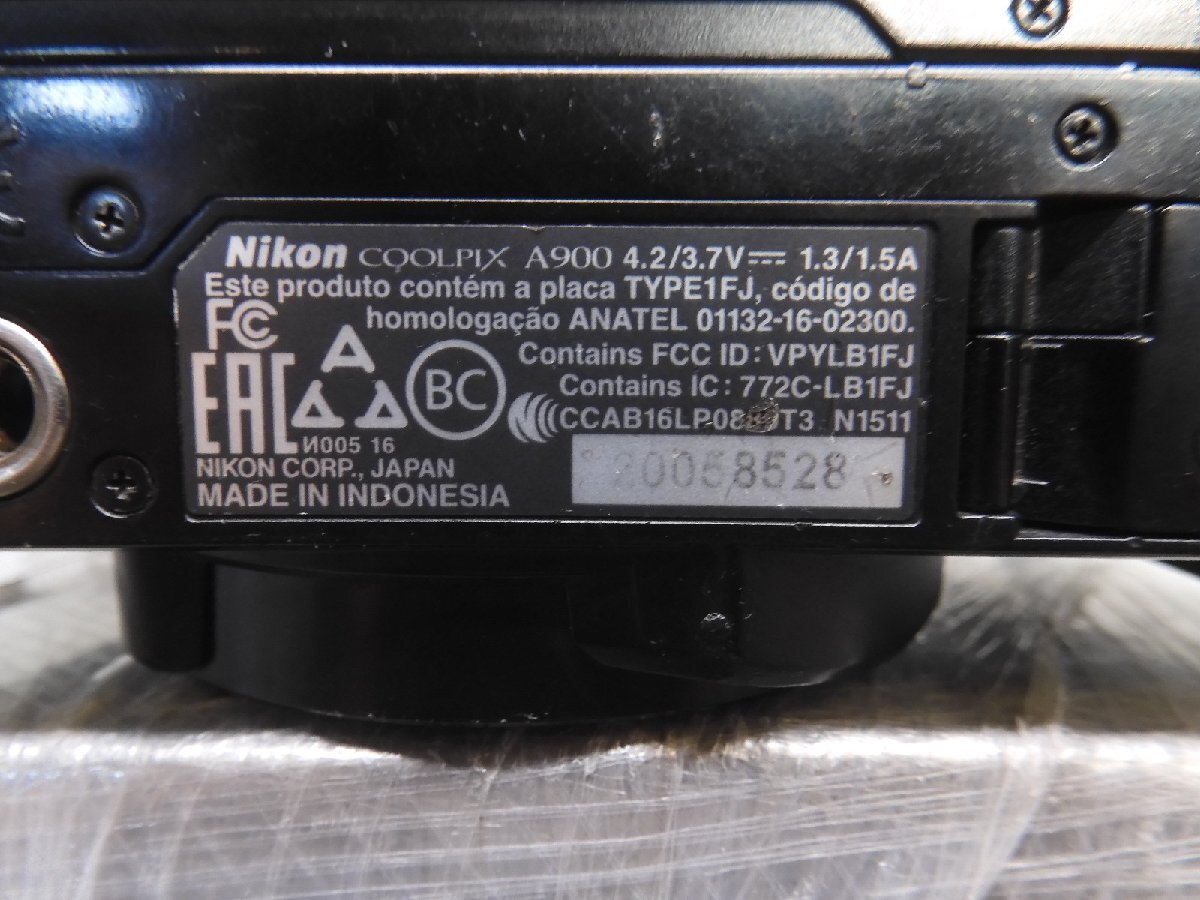 Nikon COOLPIX A900 4.2/3.7V⎓ 1.3/1.5A
Este produto contém a placa TYPE1FJ, código de
homologação ANATEL 01132-16-02300.
FC
Contains FCC ID: VPYLB1FJ
Contains IC: 772C-LB1FJ
EAC
BC
N1511
И005 16
NIKON CORP., JAPAN
MADE IN INDONESIA